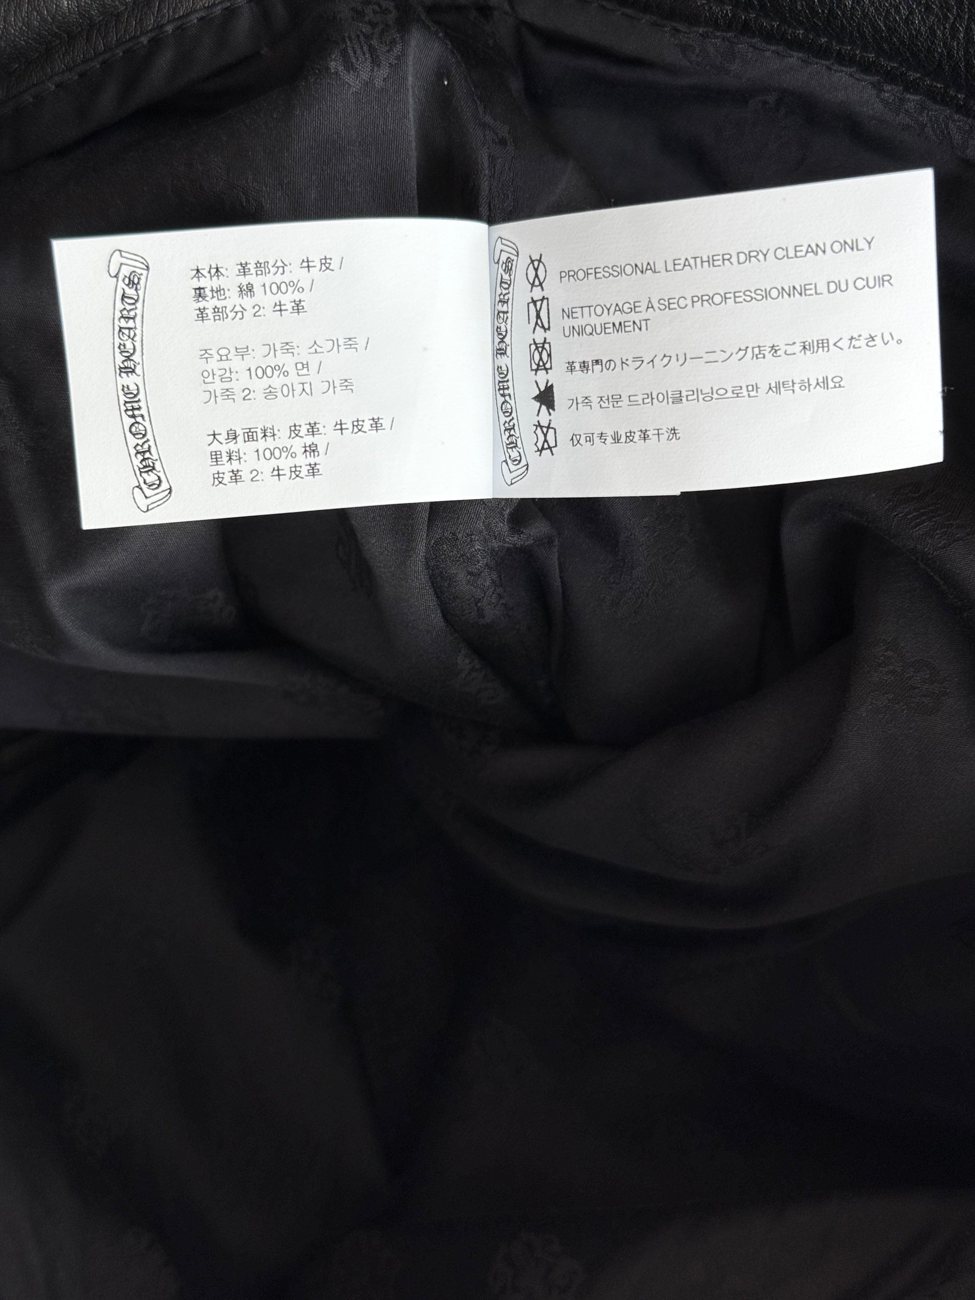 CHROME HEARTS
本体: 革部分: 牛皮 /
裏地: 綿 100% /
革部分 2: 牛革
주요부: 가죽: 소가죽 /
안감: 100% 면 /
가죽 2: 송아지 가죽
大身面料: 皮革: 牛皮革 /
里料: 100% 棉 /
皮革 2: 牛皮革
CHROME HEARTS
PROFESSIONAL LEATHER DRY CLEAN ONLY
NETTOYAGE À SEC PROFESSIONNEL DU CUIR
UNIQUEMENT
革専門のドライクリーニング店をご利用ください。
가죽 전문 드라이클리닝으로만 세탁하세요
仅可专业皮革干洗